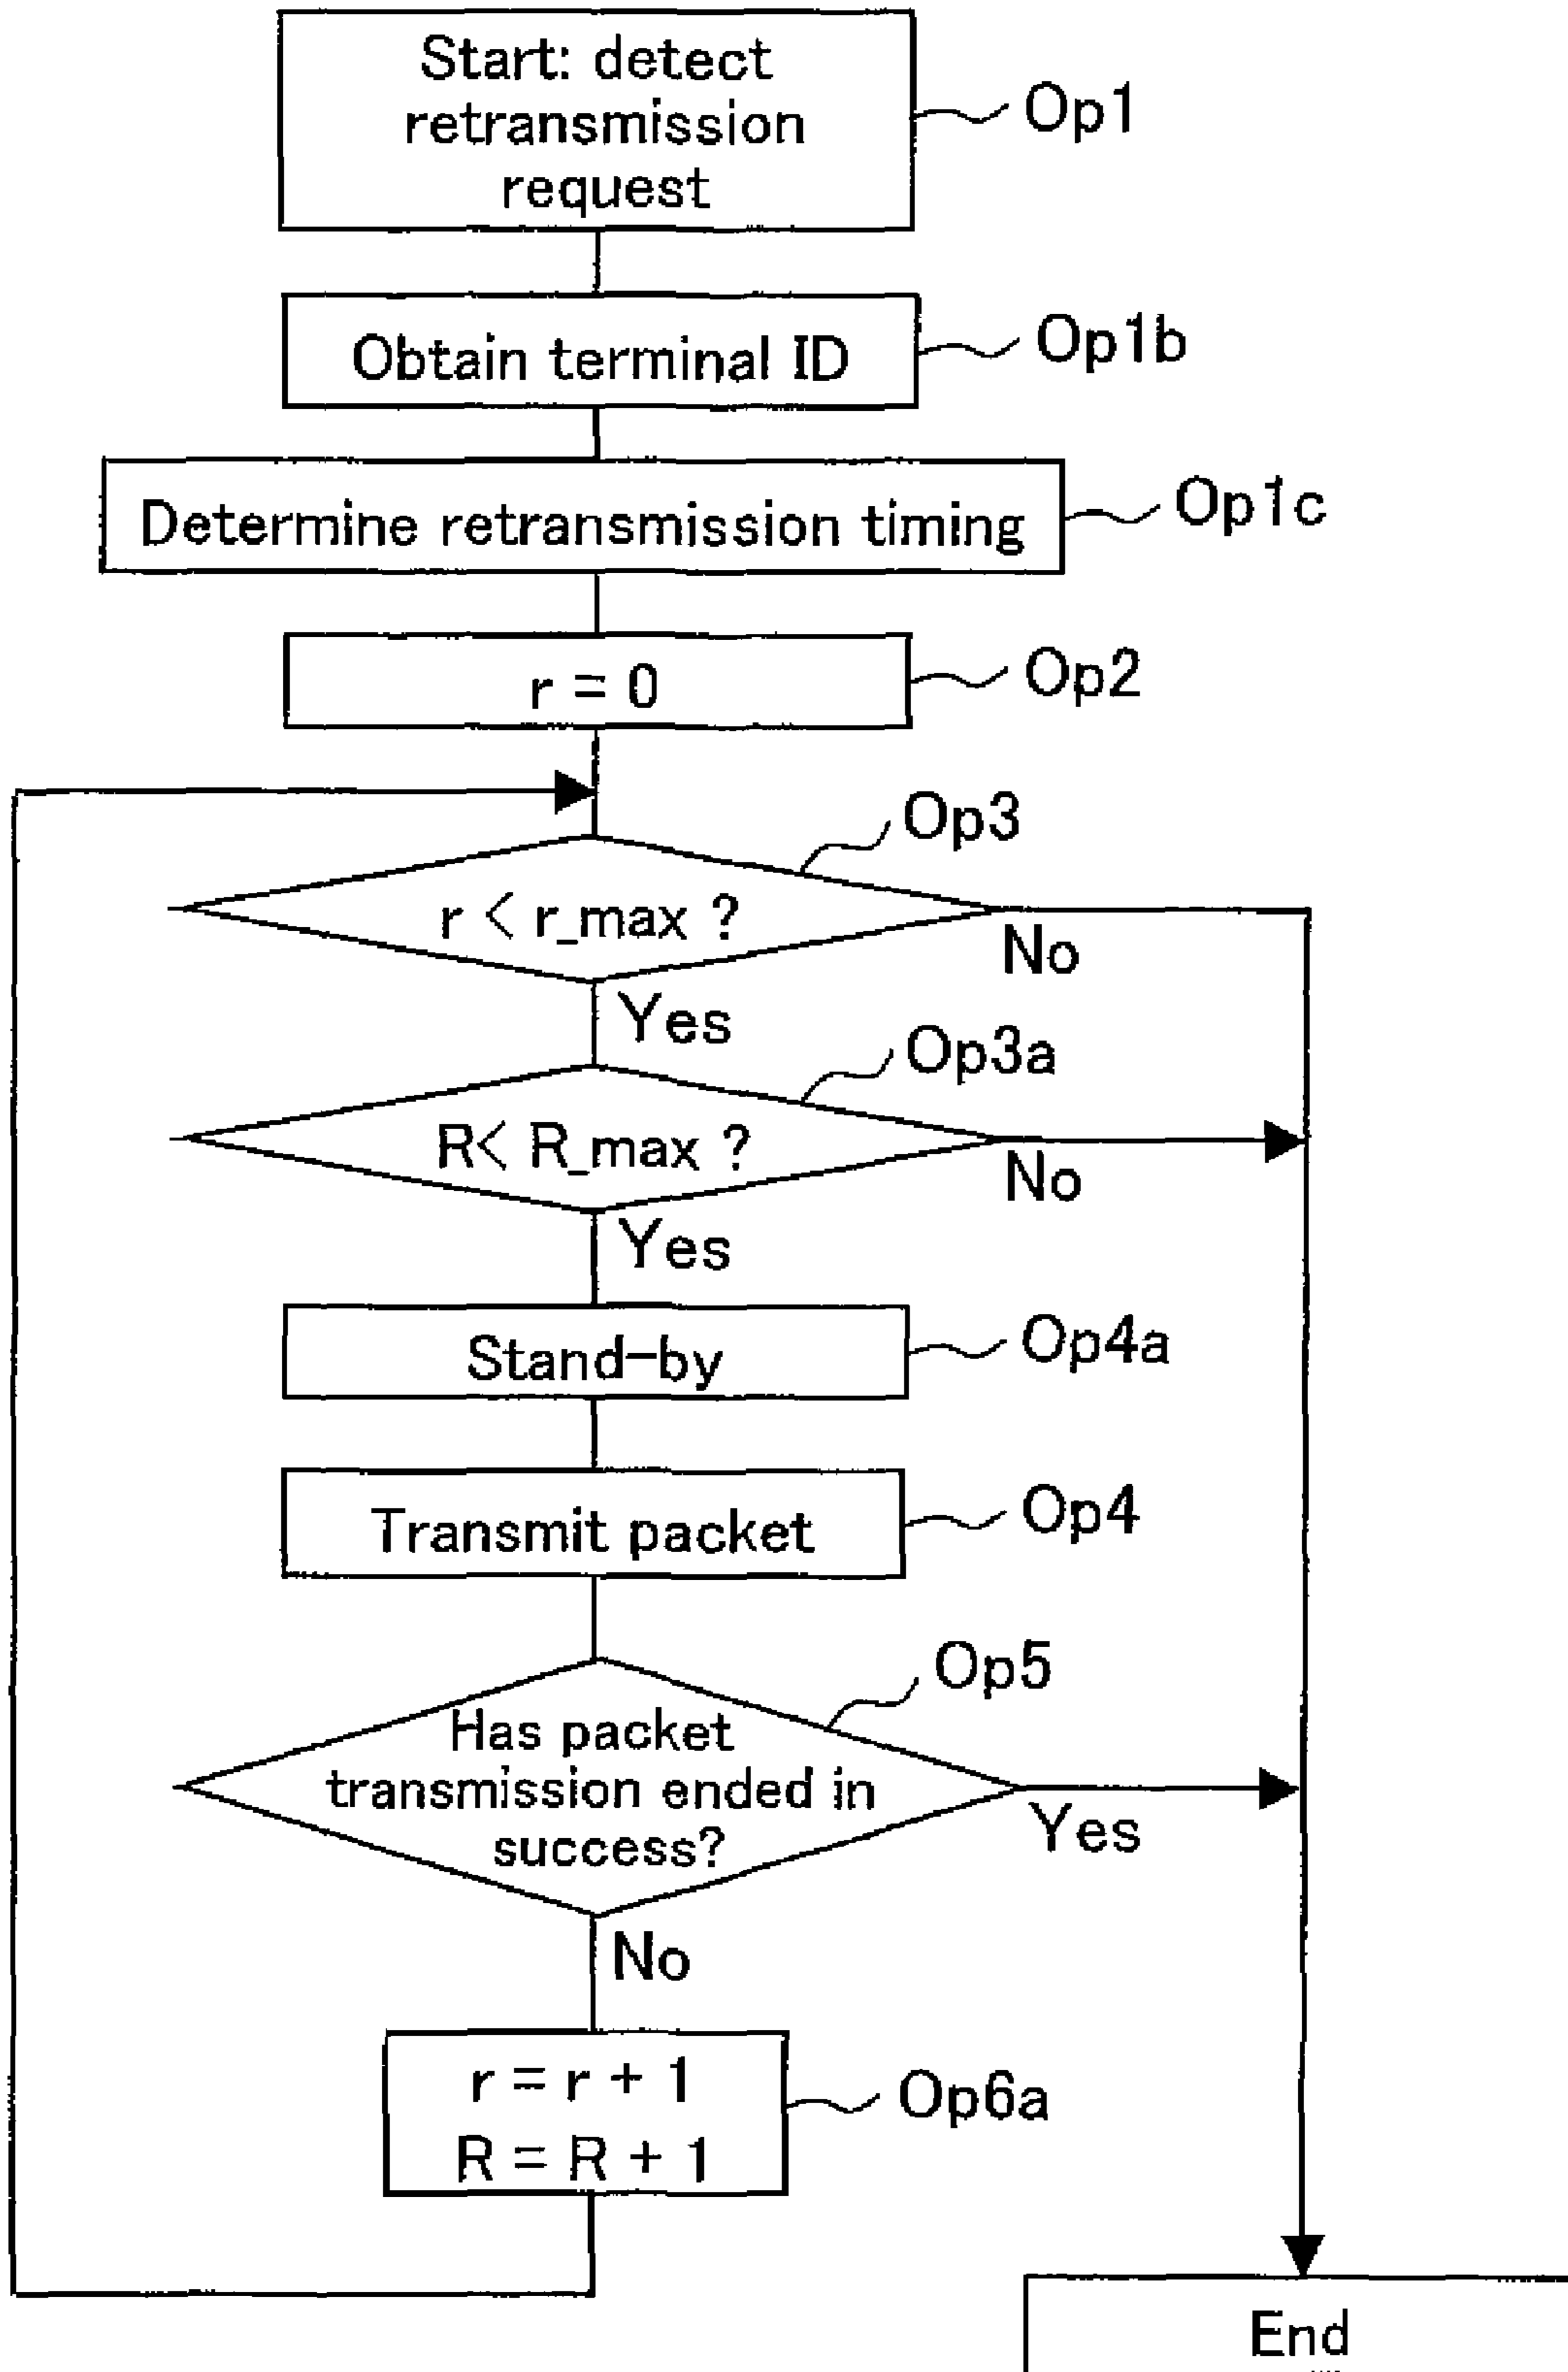 Start: detect
retransmission
request
Op1
Obtain terminal ID
Op1b
Determine retransmission timing
Op1c
r = 0
Op2
Op3
r < r_max ?
No
Yes
Op3a
R< R_max ?
No
Yes
Stand-by
Op4a
Transmit packet
Op4
Op5
Has packet
transmission ended in
success?
Yes
No
r = r + 1
R = R + 1
Op6a
End